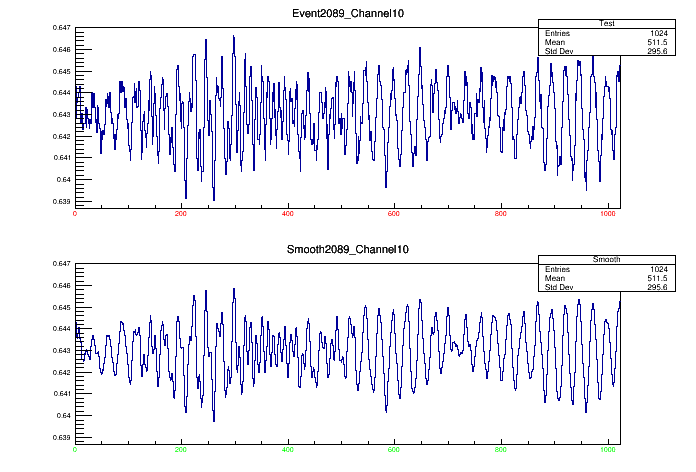 Event2089_Channel10
Test
Entries 1024
Mean 511.5
Std Dev 295.6
0.647
0.646
0.645
0.644
0.643
0.642
0.641
0.64
0.639
0 200 400 600 800 1000
Smooth2089_Channel10
Smooth
Entries 1024
Mean 511.5
Std Dev 295.6
0.647
0.646
0.645
0.644
0.643
0.642
0.641
0.64
0.639
0 200 400 600 800 1000